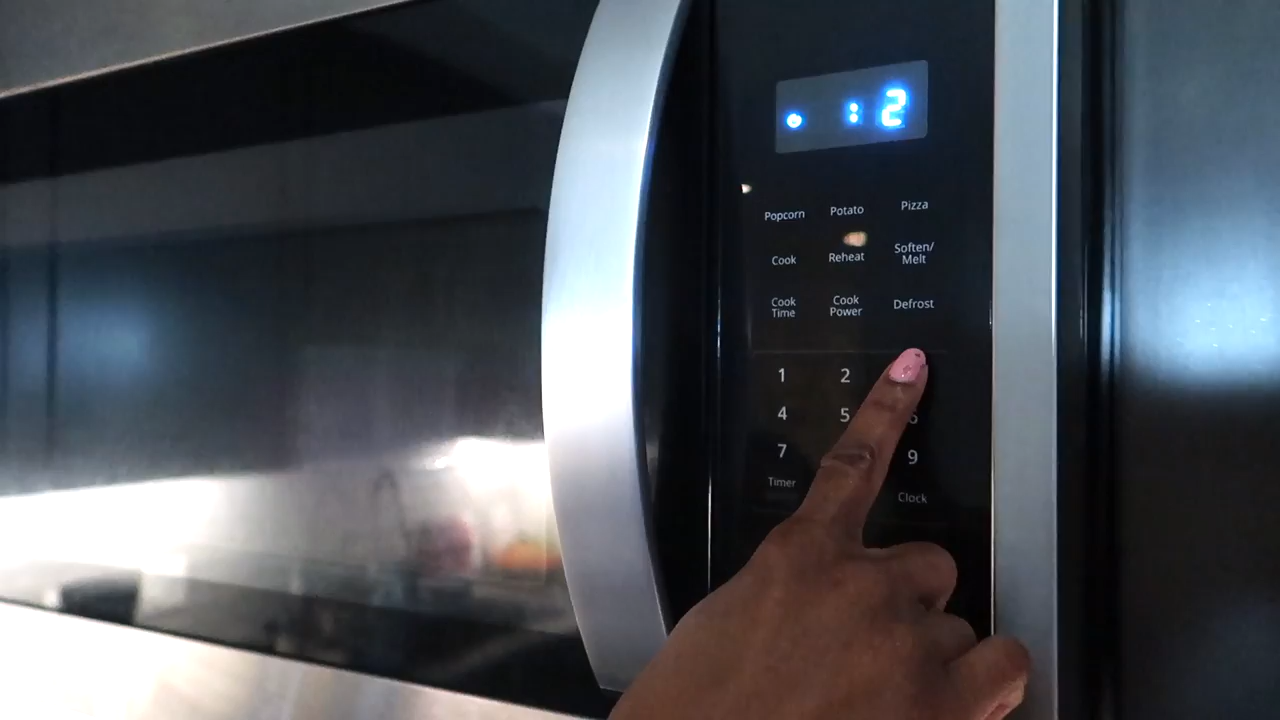 :2
Popcorn Potato Pizza
Cook Reheat Soften/
Melt
Cook
Time Cook
Power Defrost
1 2
4 5 6
7 9
Timer Clock